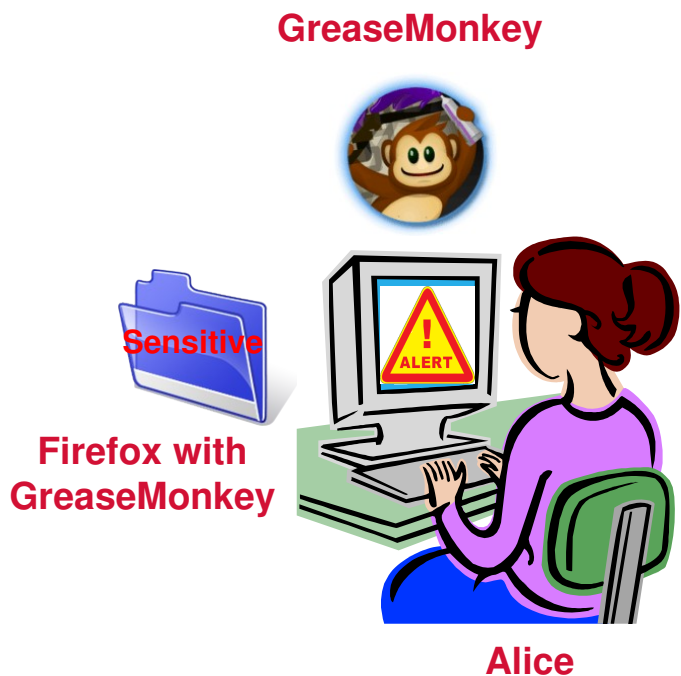 GreaseMonkey
!
ALERT
Sensitive
Firefox with
GreaseMonkey
Alice